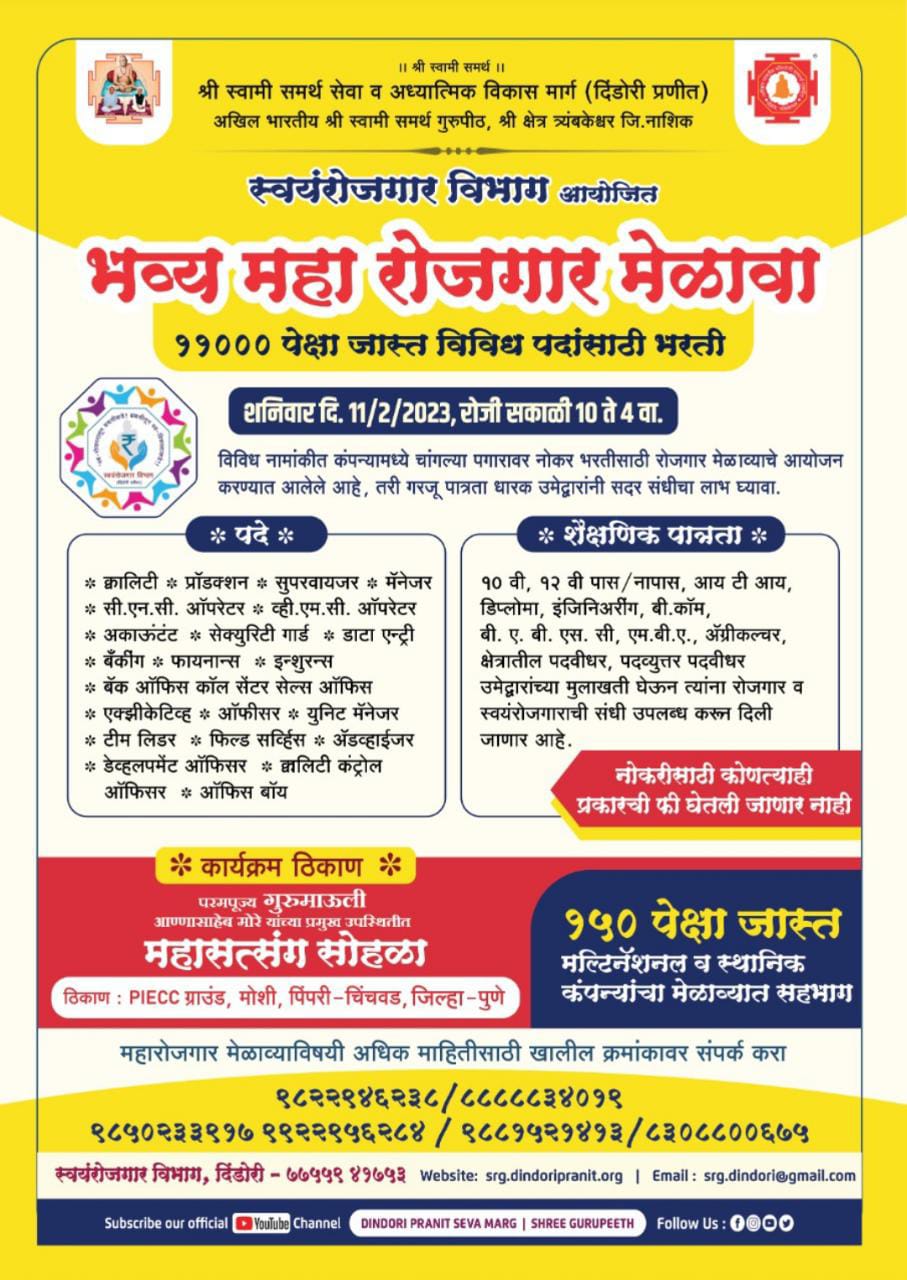 ।। श्री स्वामी समर्थ ।।
श्री स्वामी समर्थ सेवा व अध्यात्मिक विकास मार्ग (दिंडोरी प्रणीत)
अखिल भारतीय श्री स्वामी समर्थ गुरुपीठ, श्री क्षेत्र त्र्यंबकेश्वर जि.नाशिक
स्वयंरोजगार विभाग आयोजित
भव्य महा रोजगार मेळावा
११००० पेक्षा जास्त विविध पदांसाठी भरती
शनिवार दि. 11/2/2023, रोजी सकाळी 10 ते 4 वा.
विविध नामांकीत कंपन्यामध्ये चांगल्या पगारावर नोकर भरतीसाठी रोजगार मेळाव्याचे आयोजन
करण्यात आलेले आहे, तरी गरजू पात्रता धारक उमेद्वारांनी सदर संधीचा लाभ घ्यावा.
स्वयंरोजगार विभाग
* पदे *
* क्वालिटी * प्रॉडक्शन * सुपरवायजर * मॅनेजर
* सी.एन.सी. ऑपरेटर * व्ही.एम.सी. ऑपरेटर
* अकाऊंटंट * सेक्युरिटी गार्ड * डाटा एन्ट्री
* बँकींग * फायनान्स * इन्शुरन्स
* बॅक ऑफिस कॉल सेंटर सेल्स ऑफिस
* एक्झीकेटिव्ह * ऑफीसर * युनिट मॅनेजर
* टीम लिडर * फिल्ड सर्व्हिस * ॲडव्हाईजर
* डेव्हलपमेंट ऑफिसर * क्वालिटी कंट्रोल
ऑफिसर * ऑफिस बॉय
* शैक्षणिक पात्रता *
१० वी, १२ वी पास/नापास, आय टी आय,
डिप्लोमा, इंजिनिअरींग, बी.कॉम,
बी. ए. बी. एस. सी, एम.बी.ए., ॲग्रीकल्चर,
क्षेत्रातील पदवीधर, पदव्युत्तर पदवीधर
उमेद्वारांच्या मुलाखती घेऊन त्यांना रोजगार व
स्वयंरोजगाराची संधी उपलब्ध करून दिली
जाणार आहे.
नोकरीसाठी कोणत्याही
प्रकारची फी घेतली जाणार नाही
* कार्यक्रम ठिकाण *
परमपूज्य गुरुमाऊली
आण्णासाहेब मोरे यांच्या प्रमुख उपस्थितीत
महासत्संग सोहळा
ठिकाण : PIECC ग्राउंड, मोशी, पिंपरी-चिंचवड, जिल्हा-पुणे
१५० पेक्षा जास्त
मल्टिनॅशनल व स्थानिक
कंपन्यांचा मेळाव्यात सहभाग
महारोजगार मेळाव्याविषयी अधिक माहितीसाठी खालील क्रमांकावर संपर्क करा
९८२२९४६२३८/८८८८८३४०१९
९८५०२३३९१७ ९९२२९५६२८४ / ९८८१५२१४१३/८३०८८००६७५
स्वयंरोजगार विभाग, दिंडोरी - ७७५५९ ४१७५३ Website: srg.dindoripranit.org | Email : srg.dindori@gmail.com
Subscribe our official YouTube Channel DINDORI PRANIT SEVA MARG | SHREE GURUPEETH Follow Us :